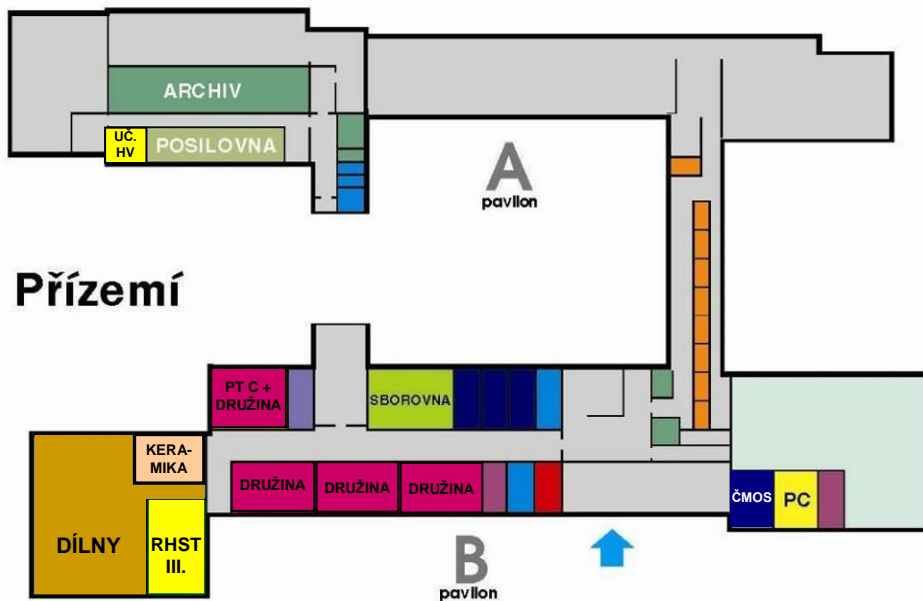 ARCHIV
UČ.
HV
POSILOVNA
A
pavilon
Přízemí
PT C +
DRUŽINA
SBOROVNA
KERA-
MIKA
DRUŽINA
DRUŽINA
DRUŽINA
ČMOS
PC
DÍLNY
RHST
III.
B
pavilon